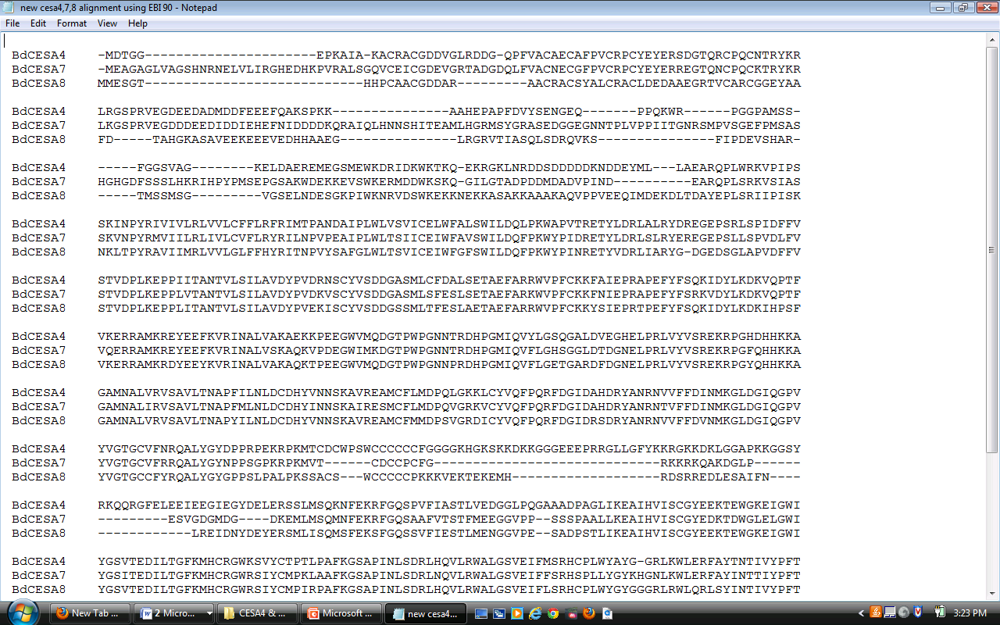 new cesa4,7,8 alignment using EBI 90 - Notepad
File Edit Format View Help
BdCESA4 -MDTGG----------------------EPKAIA-KACRACGDDVGLRDDG-QPFVACAECAFPVCRPCYEYERSDGTQRCPQCNTRYKR
BdCESA7 -MEAGAGLVAGSHNRNELVLIRGHEDHKPVRALSGQVCEICGDEVGRTADGDQLFVACNECGFPVCRPCYEYERREGTQNCPQCKTRYKR
BdCESA8 MMESGT----------------------------HHPCAACGDDAR---------AACRACSYALCRACLDEDAAEGRTVCARCGGEYAA
BdCESA4 LRGSPRVEGDEEDADMDDFEEEFQAKSPKK---------------AAHEPAPFDVYSENGEQ-------PPQKWR------PGGPAMSS-
BdCESA7 LKGSPRVEGDDDEEDIDDIEHEFNIDDDDKQRAIQLHNNSHITEAMLHGRMSYGRASEDGGEGNNTPLVPPIITGNRSMPVSGEFPMSAS
BdCESA8 FD-----TAHGKASAVEEKEEEVEDHHAAEG---------------LRGRVTIASQLSDRQVKS---------------FIPDEVSHAR-
BdCESA4 -----FGGSVAG--------KELDAEREMEGSMEWKDRIDKWKTKQ-EKRGKLNRDDSDDDDDKNDDEYML---LAEARQPLWRKVPIPS
BdCESA7 HGHGDFSSSLHKRIHPYPMSEPGSAKWDEKKEVSWKERMDDWKSKQ-GILGTADPDDMDADVPIND----------EARQPLSRKVSIAS
BdCESA8 -----TMSSMSG---------VGSELNDESGKPIWKNRVDSWKEKKNEKKASAKKAAAKAQVPPVEEQIMDEKDLTDAYEPLSRIIPISK
BdCESA4 SKINPYRIVIVLRLVVLCFFLRFRIMTPANDAIPLWLVSVICELWFALSWILDQLPKWAPVTRETYLDRLALRYDREGEPSRLSPIDFFV
BdCESA7 SKVNPYRMVIILRLIVLCVFLRYRILNPVPEAIPLWLTSIICEIWFAVSWILDQFPKWYPIDRETYLDRLSLRYEREGEPSLLSPVDLFV
BdCESA8 NKLTPYRAVIIMRLVVLGLFFHYRITNPVYSAFGLWLTSVICEIWFGFSWILDQFPKWYPINRETYVDRLIARYG-DGEDSGLAPVDFFV
BdCESA4 STVDPLKEPPIITANTVLSILAVDYPVDRNSCYVSDDGASMLCFDALSETAEFARRWVPFCKKFAIEPRAPEFYFSQKIDYLKDKVQPTF
BdCESA7 STVDPLKEPPLVTANTVLSILAVDYPVDKVSCYVSDDGASMLSFESLSETAEFARKWVPFCKKFNIEPRAPEFYFSRKVDYLKDKVQPTF
BdCESA8 STVDPLKEPPLITANTVLSILAVDYPVEKISCYVSDDGSSMLTFESLAETAEFARRWVPFCKKYSIEPRTPEFYFSQKIDYLKDKIHPSF
BdCESA4 VKERRAMKREYEEFKVRINALVAKAEKKPEEGWVMQDGTPWPGNNTRDHPGMIQVYLGSQGALDVEGHELPRLVYVSREKRPGHDHHKKA
BdCESA7 VQERRAMKREYEEFKVRINALVSKAQKVPDEGWIMKDGTPWPGNNTRDHPGMIQVFLGHSGGLDTDGNELPRLVYVSREKRPGFQHHKKA
BdCESA8 VKERRAMKRDYEEYKVRINALVAKAQKTPEEGWVMQDGTPWPGNNPRDHPGMIQVFLGETGARDFDGNELPRLVYVSREKRPGYQHHKKA
BdCESA4 GAMNALVRVSAVLTNAPFILNLDCDHYVNNSKAVREAMCFLMDPQLGKKLCYVQFPQRFDGIDAHDRYANRNVVFFDINMKGLDGIQGPV
BdCESA7 GAMNALIRVSAVLTNAPFMLNLDCDHYINNSKAIRESMCFLMDPQVGRKVCYVQFPQRFDGIDAHDRYANRNTVFFDINMKGLDGIQGPV
BdCESA8 GAMNALVRVSAVLTNAPYILNLDCDHYVNNSKAVREAMCFMMDPSVGRDICYVQFPQRFDGIDRSDRYANRNVVFFDVNMKGLDGIQGPV
BdCESA4 YVGTGCVFNRQALYGYDPPRPEKRPKMTCDCWPSWCCCCCCFGGGGKHGKSKKDKKGGGEEEPRRGLLGFYKKRGKKDKLGGAPKKGGSY
BdCESA7 YVGTGCVFRRQALYGYNPPSGPKRPKMVT------CDCCPCFG-----------------------------RKKRKQAKDGLP------
BdCESA8 YVGTGCCFYRQALYGYGPPSLPALPKSSACS---WCCCCCPKKKVEKTEKEMH-------------------RDSRREDLESAIFN----
BdCESA4 RKQQRGFELEEIEEGIEGYDELERSSLMSQKNFEKRFGQSPVFIASTLVEDGGLPQGAAADPAGLIKEAIHVISCGYEEKTEWGKEIGWI
BdCESA7 ---------ESVGDGMDG----DKEMLMSQMNFEKRFGQSAAFVTSTFMEEGGVPP--SSSPAALLKEAIHVISCGYEDKTDWGLELGWI
BdCESA8 ------------LREIDNYDEYERSMLISQMSFEKSFGQSSVFIESTLMENGGVPE--SADPSTLIKEAIHVISCGYEEKTEWGKEIGWI
BdCESA4 YGSVTEDILTGFKMHCRGWKSVYCTPTLPAFKGSAPINLSDRLHQVLRWALGSVEIFMSRHCPLWYAYG-GRLKWLERFAYTNTIVYPFT
BdCESA7 YGSITEDILTGFKMHCRGWRSIYCMPKLAAFKGSAPINLSDRLNQVLRWALGSVEIFFSRHSPLLYGYKHGNLKWLERFAYINTTIYPFT
BdCESA8 YGSVTEDILTGFKMHCRGWRSIYCMPIRPAFKGSAPINLSDRLHQVLRWALGSVEIFLSRHCPLWYGYGGGRLRWLQRLSYINTIVYPFT
New Tab ... 2 Micro... CESA4 & ... Microsoft ... new cesa4... 3:23 PM